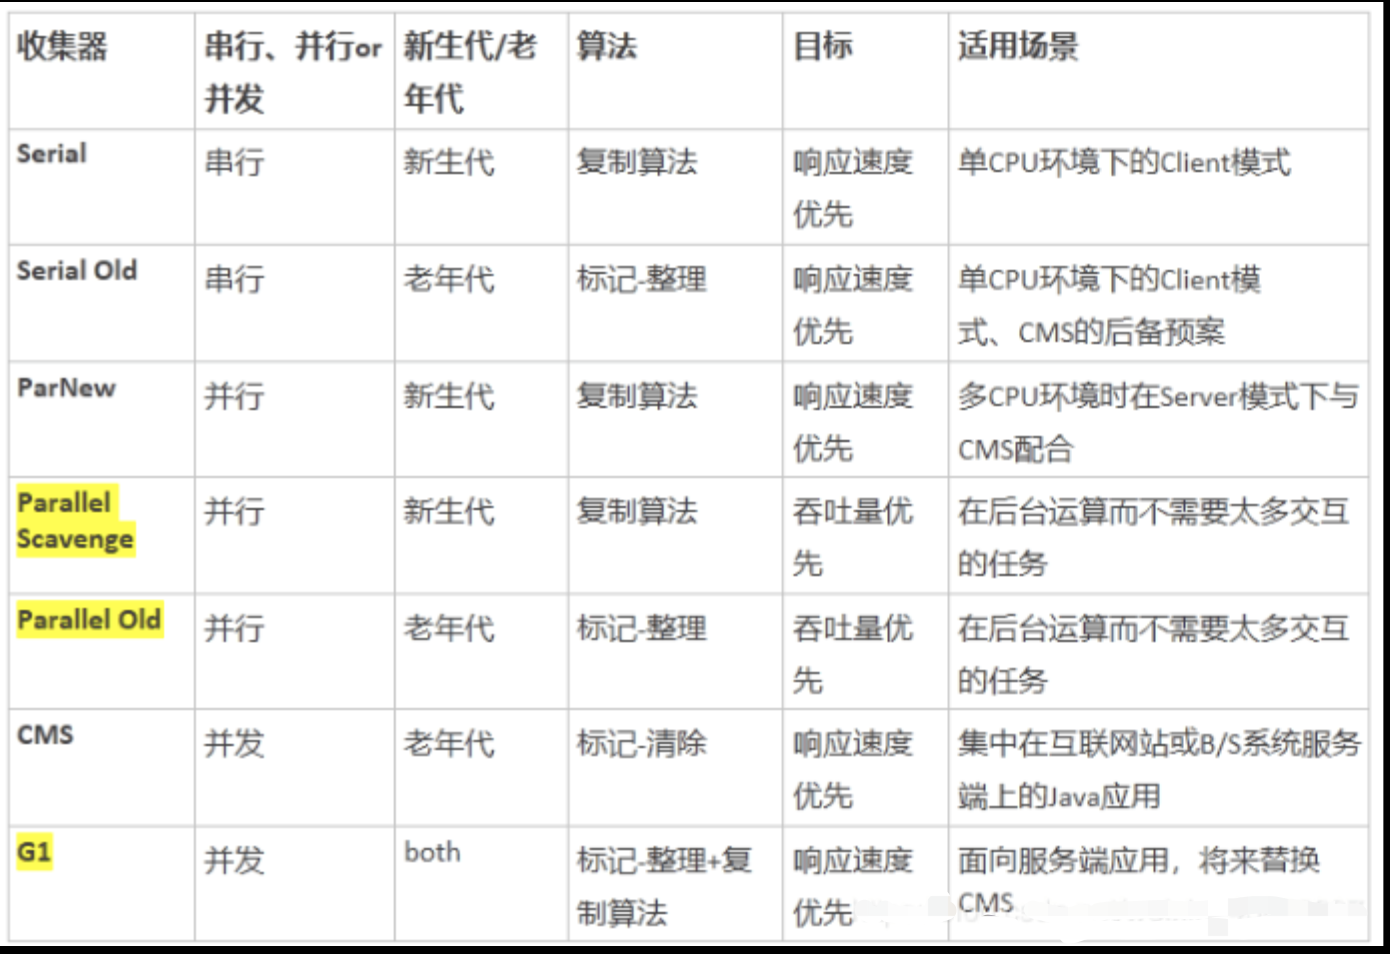 收集器
串行、并行or
并发
新生代/老
年代
算法
目标
适用场景
Serial
串行
新生代
复制算法
响应速度
优先
单CPU环境下的Client模式
Serial Old
串行
老年代
标记-整理
响应速度
优先
单CPU环境下的Client模
式、CMS的后备预案
ParNew
并行
新生代
复制算法
响应速度
优先
多CPU环境时在Server模式下与
CMS配合
Parallel
Scavenge
并行
新生代
复制算法
吞吐量优
先
在后台运算而不需要太多交互
的任务
Parallel Old
并行
老年代
标记-整理
吞吐量优
先
在后台运算而不需要太多交互
的任务
CMS
并发
老年代
标记-清除
响应速度
优先
集中在互联网站或B/S系统服务
端上的Java应用
G1
并发
both
标记-整理+复
制算法
响应速度
优先
面向服务端应用，将来替换
CMS